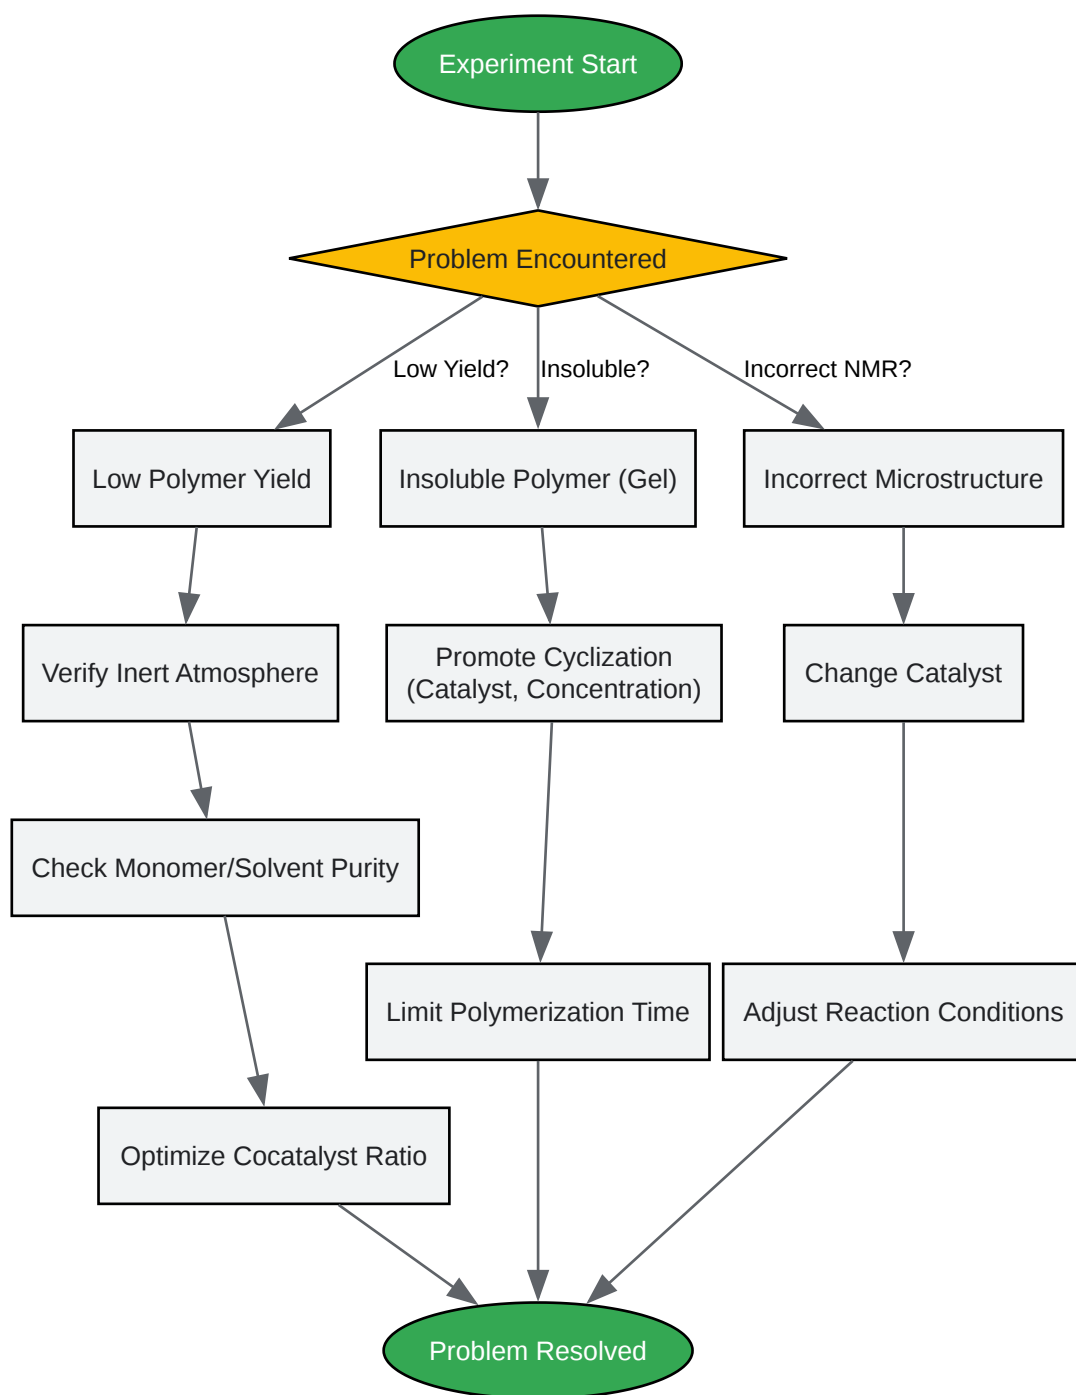 Experiment Start
Problem Encountered
Low Yield?
Insoluble?
Incorrect NMR?
Low Polymer Yield
Insoluble Polymer (Gel)
Incorrect Microstructure
Verify Inert Atmosphere
Promote Cyclization
(Catalyst, Concentration)
Change Catalyst
Check Monomer/Solvent Purity
Limit Polymerization Time
Adjust Reaction Conditions
Optimize Cocatalyst Ratio
Problem Resolved